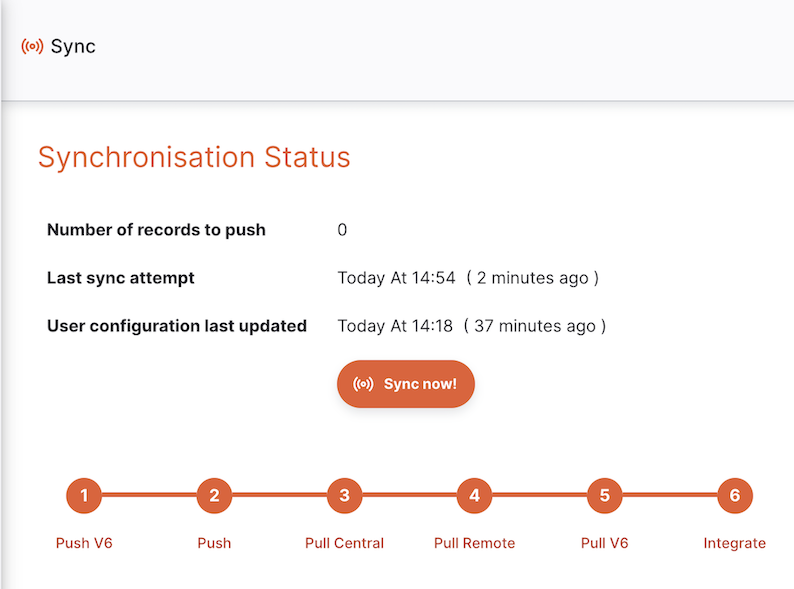 Sync
Synchronisation Status
Number of records to push 0
Last sync attempt Today At 14:54 ( 2 minutes ago )
User configuration last updated Today At 14:18 ( 37 minutes ago )
Sync now!
1 2 3 4 5 6
Push V6 Push Pull Central Pull Remote Pull V6 Integrate